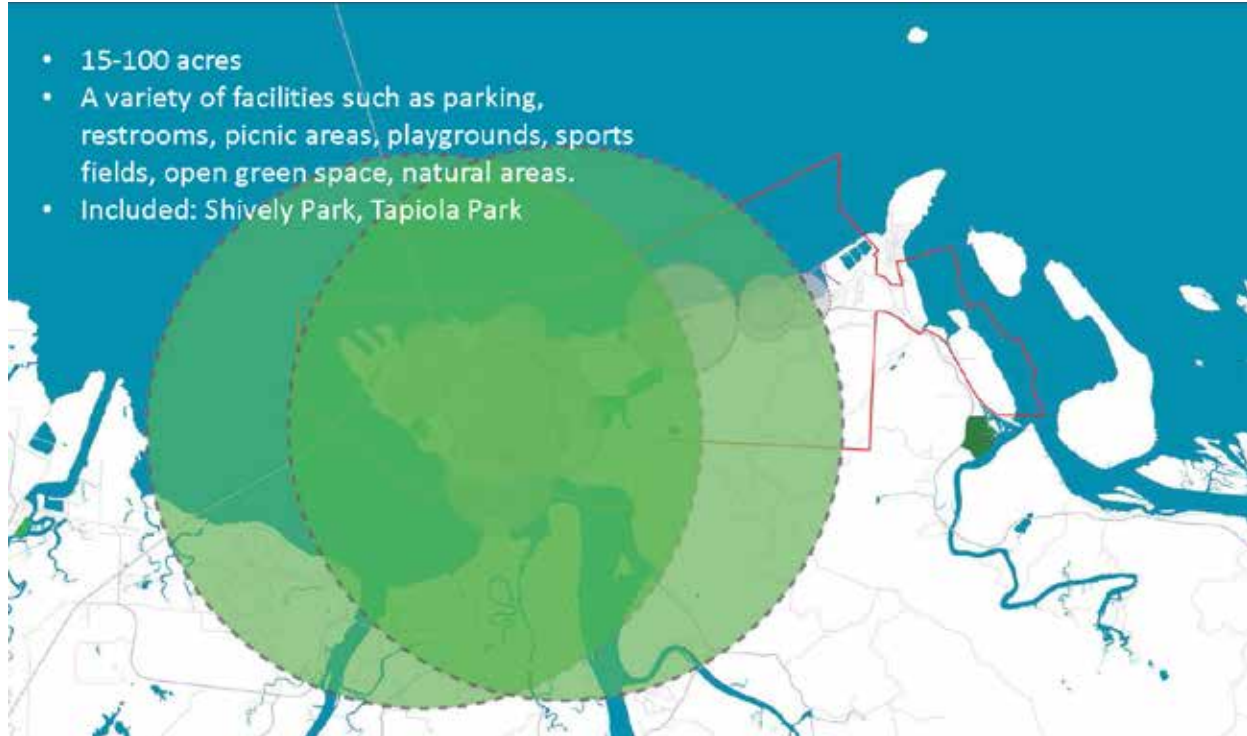 • 15-100 acres
• A variety of facilities such as parking,
restrooms, picnic areas, playgrounds, sports
fields, open green space, natural areas.
• Included: Shively Park, Tapiola Park